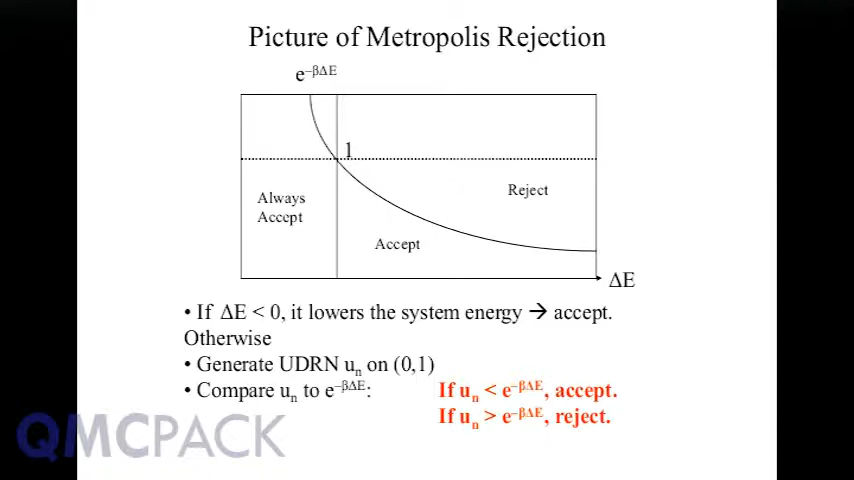 Picture of Metropolis Rejection
e⁻ᵝᐞᴱ
1
Always
Accept
Reject
Accept
ΔE
• If ΔE < 0, it lowers the system energy → accept.
Otherwise
• Generate UDRN uₙ on (0,1)
• Compare uₙ to e^–βΔE: If uₙ < e^–βΔE, accept.
If uₙ > e^–βΔE, reject.
QMCPACK